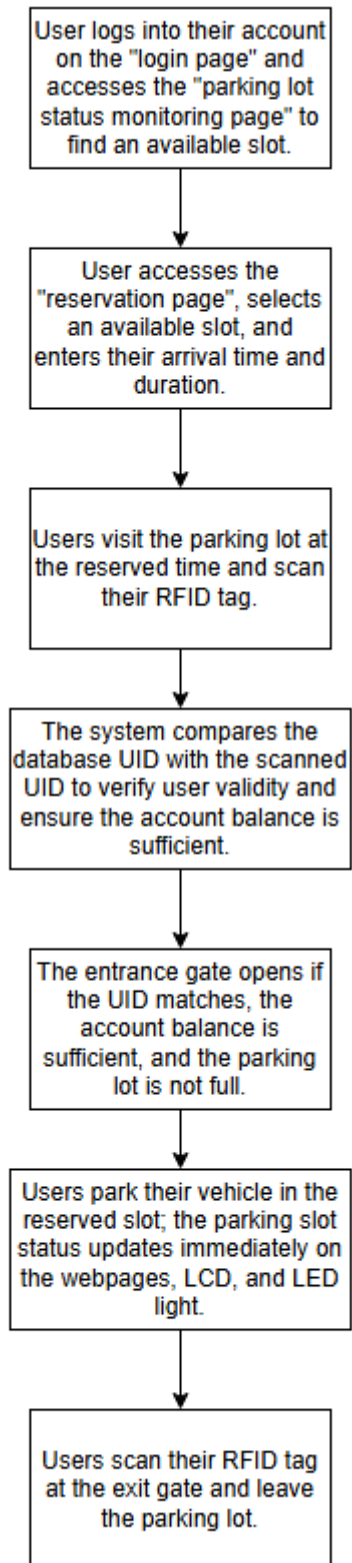 User logs into their account
on the "login page" and
accesses the "parking lot
status monitoring page" to
find an available slot.
User accesses the
"reservation page", selects
an available slot, and
enters their arrival time and
duration.
Users visit the parking lot at
the reserved time and scan
their RFID tag.
The system compares the
database UID with the scanned
UID to verify user validity and
ensure the account balance is
sufficient.
The entrance gate opens if
the UID matches, the
account balance is
sufficient, and the parking
lot is not full.
Users park their vehicle in the
reserved slot; the parking slot
status updates immediately on
the webpages, LCD, and LED
light.
Users scan their RFID tag
at the exit gate and leave
the parking lot.